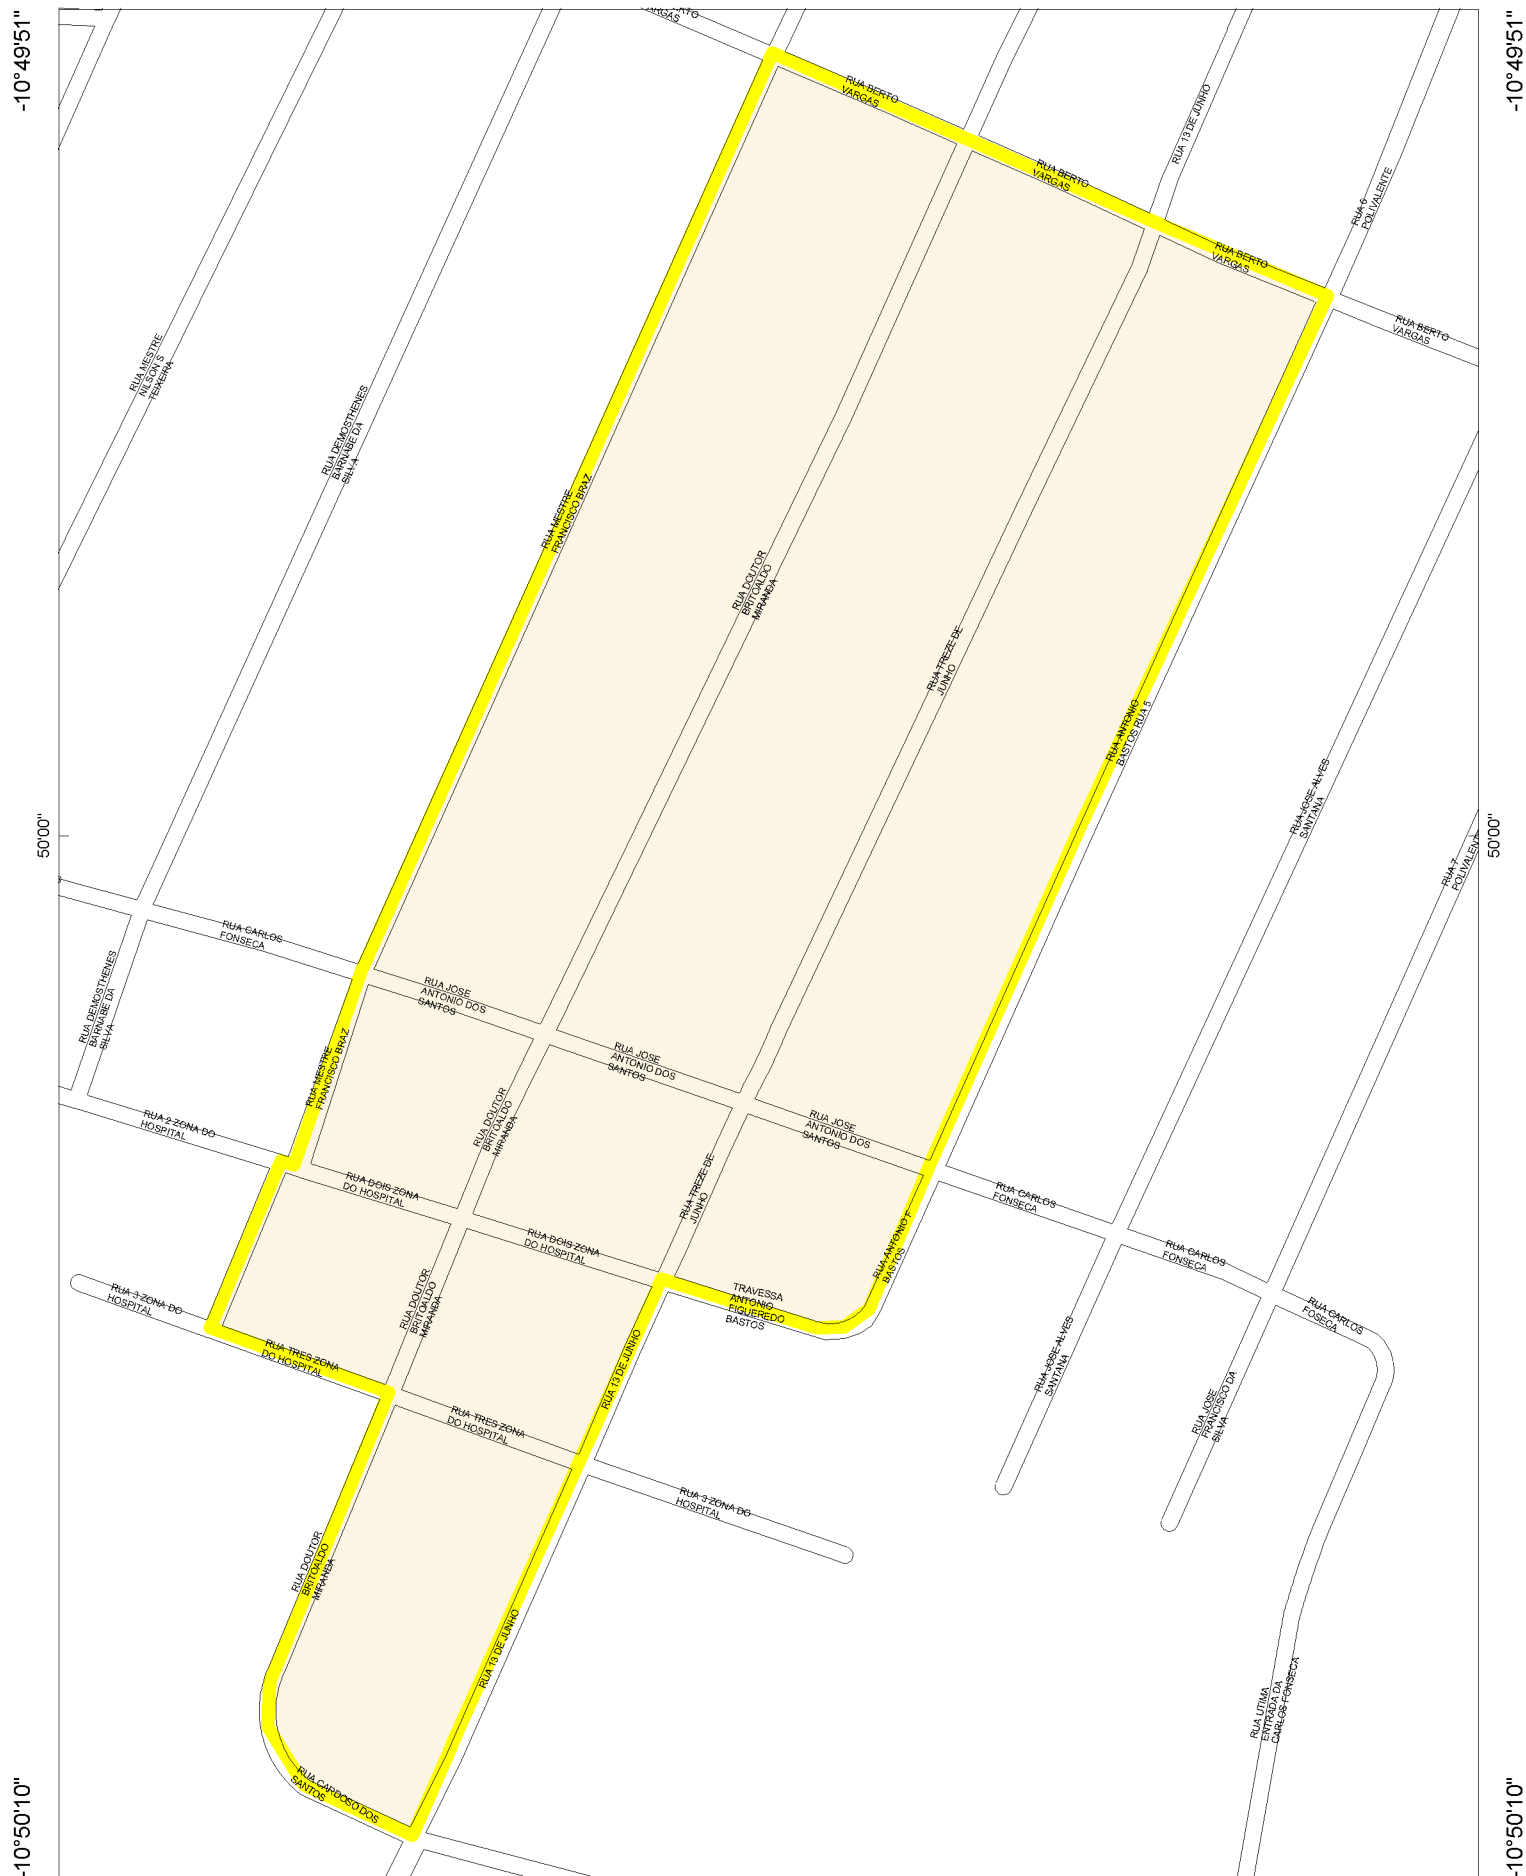 RTO
VARGAS
-10°49'51"
-10°49'51"
RUA BERTO
VARGAS
RUA 13 DE JUNHO
RUA BERTO
VARGAS
RUA 6
POLIVALENTE
RUA BERTO
VARGAS
RUA BERTO
VARGAS
RUA MESTRE
NILSON S
TEIXEIRA
RUA DEMOSTHENES
BARNABE DA
SILVA
RUA MESTRE
FRANCISCO BRAZ
RUA DOUTOR
BRITOALDO
MIRANDA
RUA TREZE DE
JUNHO
RUA ANTONIO
BASTOS RUA 5
RUA JOSE ALVES
SANTANA
50'00"
50'00"
RUA 7
POLIVALENT
RUA CARLOS
FONSECA
RUA DEMOSTHENES
BARNABE DA
SILVA
RUA JOSE
ANTONIO DOS
SANTOS
RUA MESTRE
FRANCISCO BRAZ
RUA JOSE
ANTONIO DOS
SANTOS
RUA DOUTOR
BRITOALDO
MIRANDA
RUA JOSE
ANTONIO DOS
SANTOS
RUA 2 ZONA DO
HOSPITAL
RUA DOIS ZONA
DO HOSPITAL
RUA TREZE DE
JUNHO
RUA CARLOS
FONSECA
RUA DOIS ZONA
DO HOSPITAL
RUA ANTONIO F
BASTOS
RUA CARLOS
FONSECA
RUA 3 ZONA DO
HOSPITAL
RUA DOUTOR
BRITOALDO
MIRANDA
TRAVESSA
ANTONIO
FIGUEREDO
BASTOS
RUA CARLOS
FOSECA
RUA TRES ZONA
DO HOSPITAL
RUA 13 DE JUNHO
RUA JOSE ALVES
SANTANA
RUA JOSE
FRANCISCO DA
SILVA
RUA TRES ZONA
DO HOSPITAL
RUA 3 ZONA DO
HOSPITAL
RUA DOUTOR
BRITOALDO
MIRANDA
RUA 13 DE JUNHO
RUA UTIMA
ENTRADA DA
CARLOS FONSECA
RUA CARDOSO DOS
SANTOS
-10°50'10"
-10°50'10"